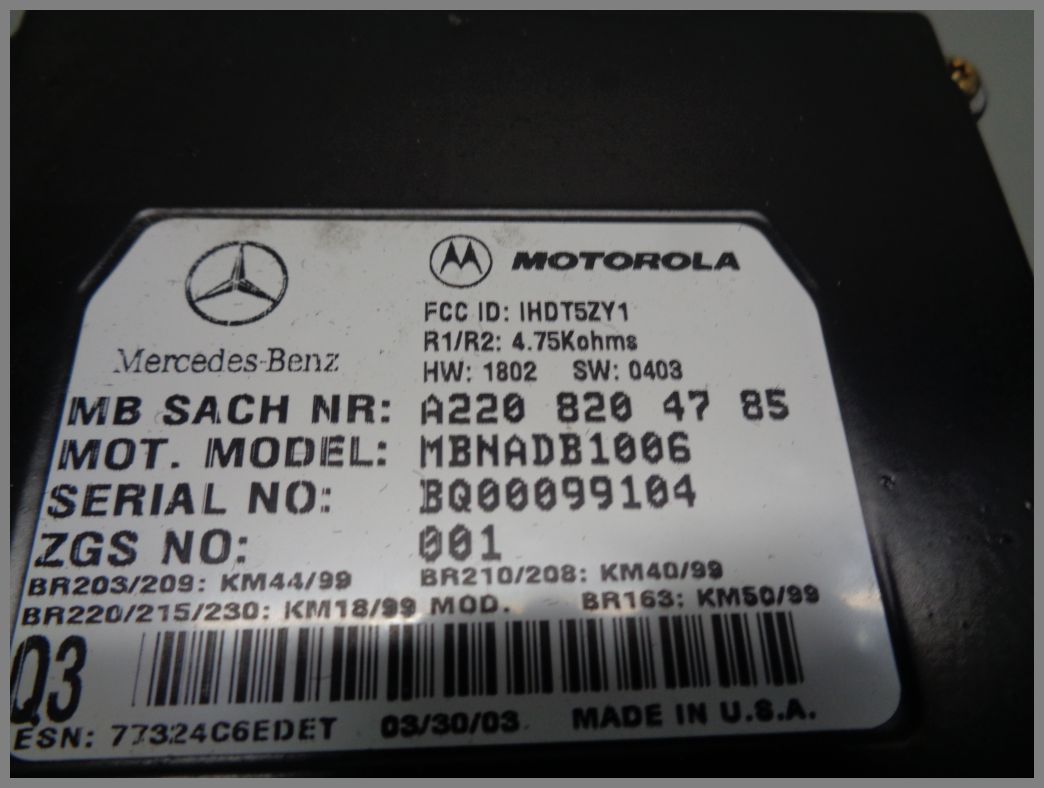 MOTOROLA
Mercedes-Benz
FCC ID: IHDT5ZY1
R1/R2: 4.75Kohms
HW: 1802 SW: 0403
MB SACH NR: A220 820 47 85
MOT. MODEL: MBNADB1006
SERIAL NO: BQ00099104
ZGS NO: 001
BR203/209: KM44/99 BR210/208: KM40/99
BR220/215/230: KM18/99 MOD. BR163: KM50/99
Q3
ESN: 77324C6EDET 03/30/03 MADE IN U.S.A.